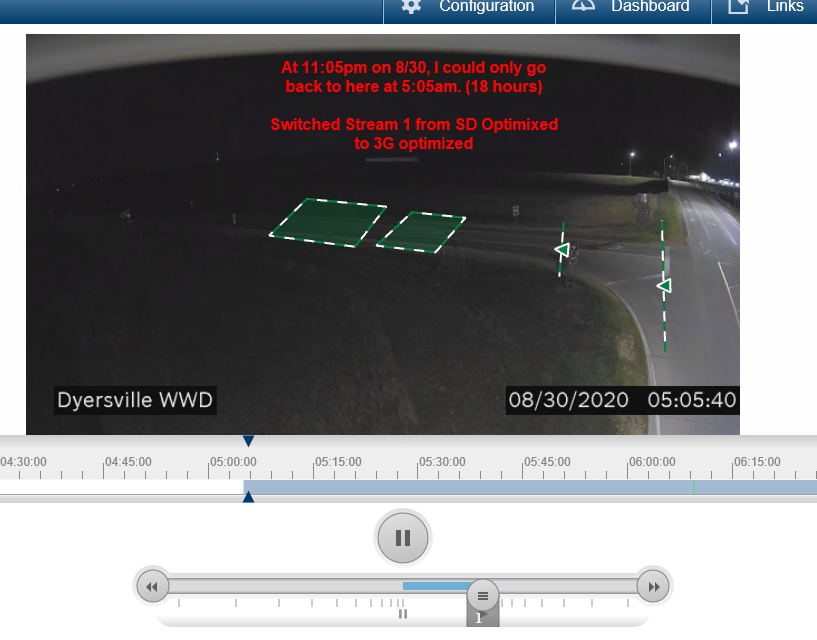 Configuration
Dashboard
Links
At 11:05pm on 8/30, I could only go
back to here at 5:05am. (18 hours)
Switched Stream 1 from SD Optimixed
to 3G optimized
Dyersville WWD
08/30/2020 05:05:40
04:30:00
04:45:00
05:00:00
05:15:00
05:30:00
05:45:00
06:00:00
06:15:00
1